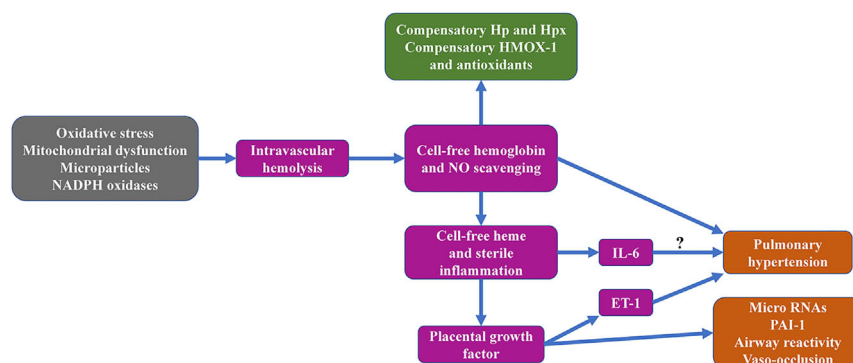 Compensatory Hp and Hpx
Compensatory HMOX-1
and antioxidants
Oxidative stress
Mitochondrial dysfunction
Microparticles
NADPH oxidases
Intravascular
hemolysis
Cell-free hemoglobin
and NO scavenging
Cell-free heme
and sterile
inflammation
IL-6
?
Pulmonary
hypertension
ET-1
Placental growth
factor
Micro RNAs
PAI-1
Airway reactivity
Vaso-occlusion